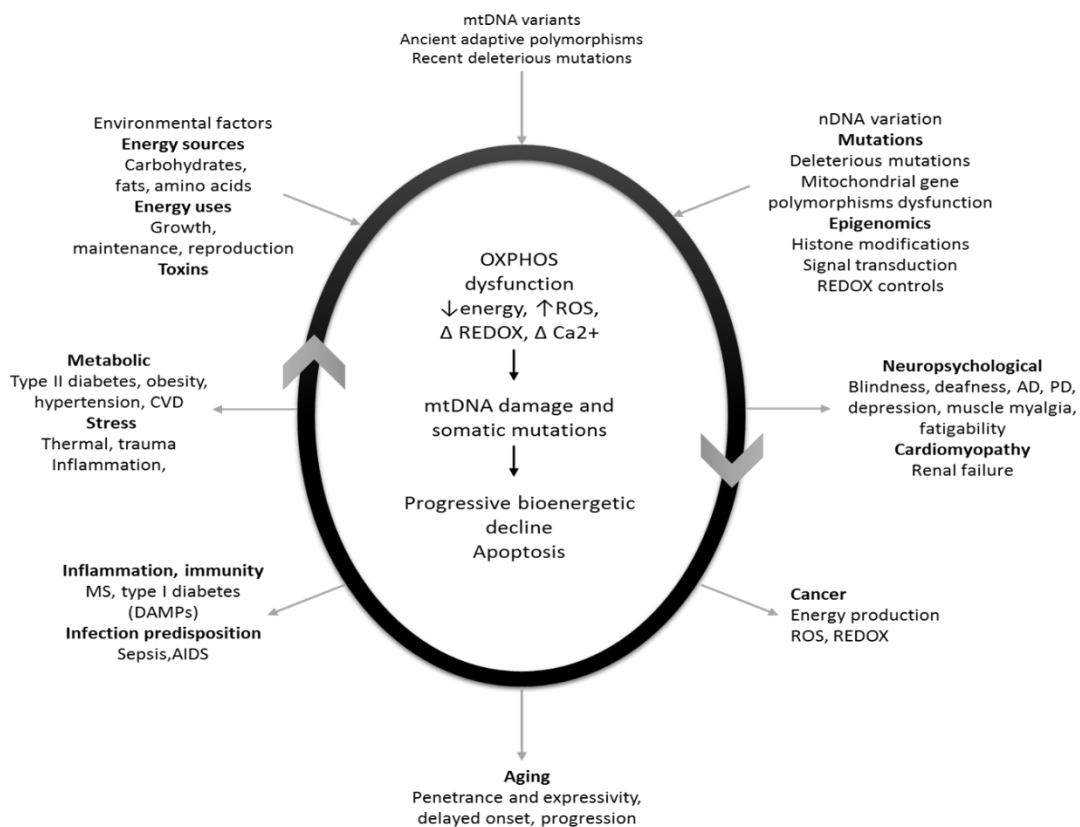 mtDNA variants
Ancient adaptive polymorphisms
Recent deleterious mutations
Environmental factors
Energy sources
Carbohydrates,
fats, amino acids
Energy uses
Growth,
maintenance, reproduction
Toxins
nDNA variation
Mutations
Deleterious mutations
Mitochondrial gene
polymorphisms dysfunction
Epigenomics
Histone modifications
Signal transduction
REDOX controls
OXPHOS
dysfunction
↓energy, ↑ROS,
Δ REDOX, Δ Ca2+
mtDNA damage and
somatic mutations
Progressive bioenergetic
decline
Apoptosis
Metabolic
Type II diabetes, obesity,
hypertension, CVD
Stress
Thermal, trauma
Inflammation,
Neuropsychological
Blindness, deafness, AD, PD,
depression, muscle myalgia,
fatigability
Cardiomyopathy
Renal failure
Inflammation, immunity
MS, type I diabetes
(DAMPs)
Infection predisposition
Sepsis,AIDS
Cancer
Energy production
ROS, REDOX
Aging
Penetrance and expressivity,
delayed onset, progression